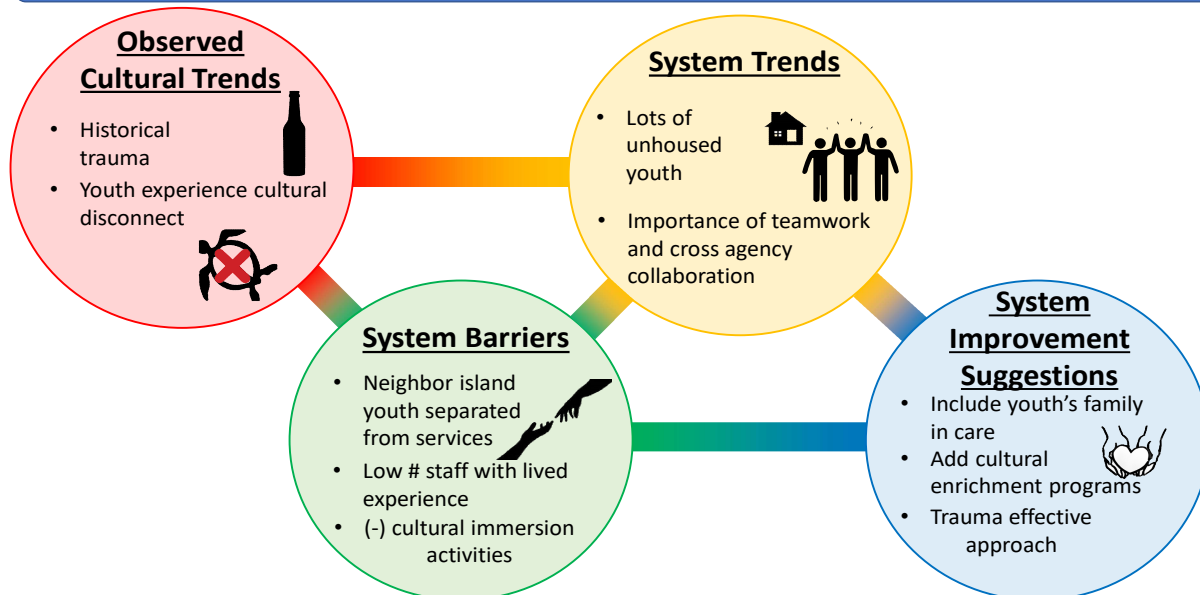 Observed
Cultural Trends
• Historical
trauma
• Youth experience cultural
disconnect
System Trends
• Lots of
unhoused
youth
• Importance of teamwork
and cross agency
collaboration
System Barriers
• Neighbor island
youth separated
from services
• Low # staff with lived
experience
• (-) cultural immersion
activities
System
Improvement
Suggestions
• Include youth's family
in care
• Add cultural
enrichment programs
• Trauma effective
approach